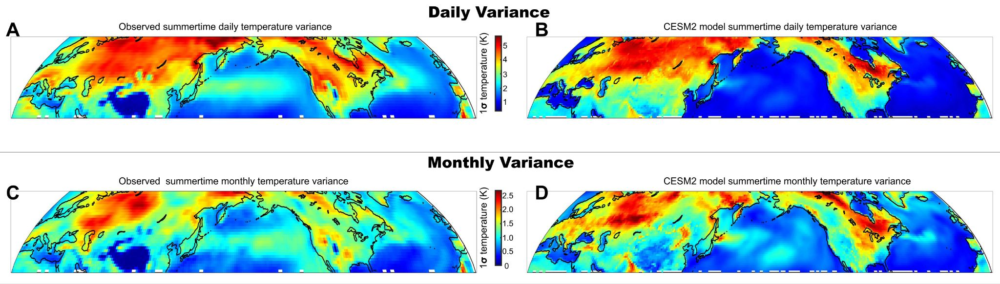 Daily Variance
A
Observed summertime daily temperature variance
B
CESM2 model summertime daily temperature variance
1σ temperature (K)
5
4
3
2
1
Monthly Variance
C
Observed  summertime monthly temperature variance
D
CESM2 model summertime monthly temperature variance
1σ temperature (K)
2.5
2.0
1.5
1.0
0.5
0